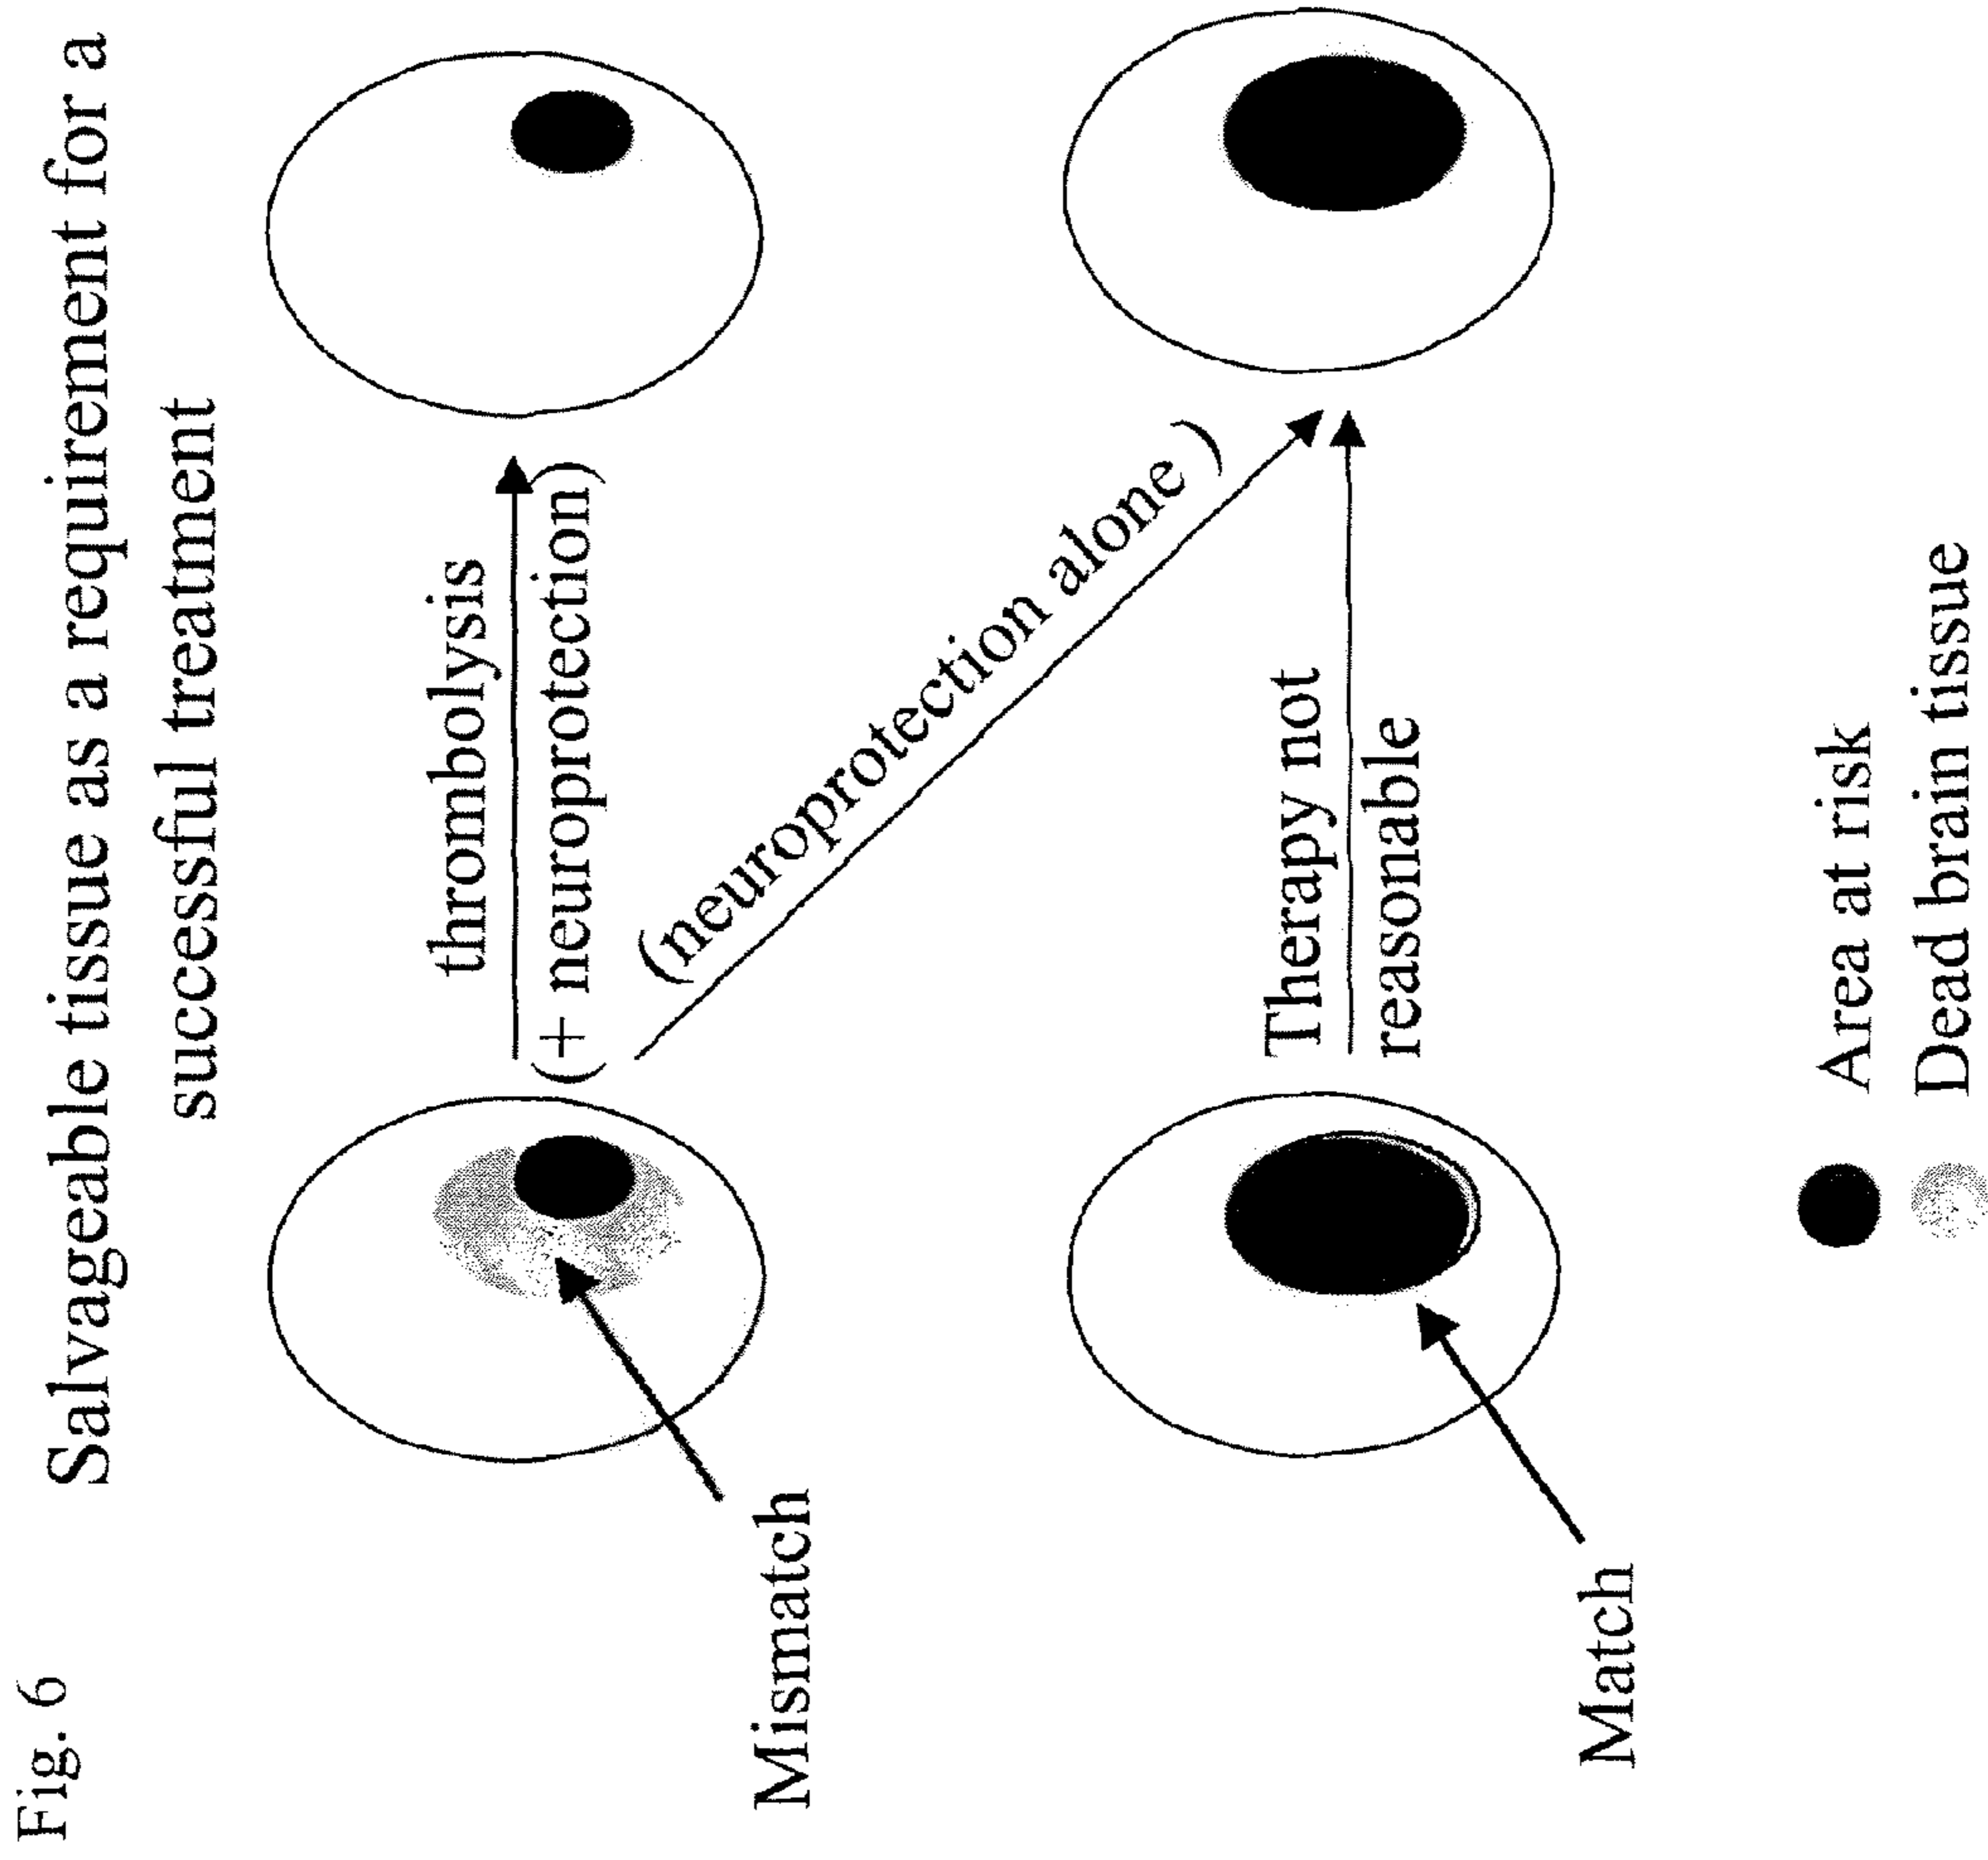 Fig. 6
Salvageable tissue as a requirement for a
successful treatment
thrombolysis
(+ neuroprotection)
(neuroprotection alone )
Mismatch
Therapy not
reasonable
Match
Area at risk
Dead brain tissue